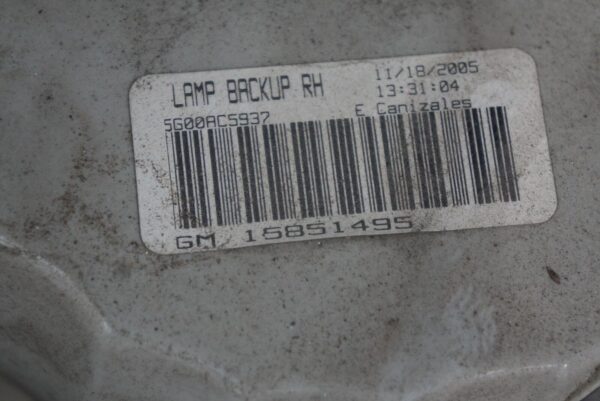 LAMP BACKUP RH 11/18/2005
13:31:04
5G00AC5937 E Canizales
GM 15851495